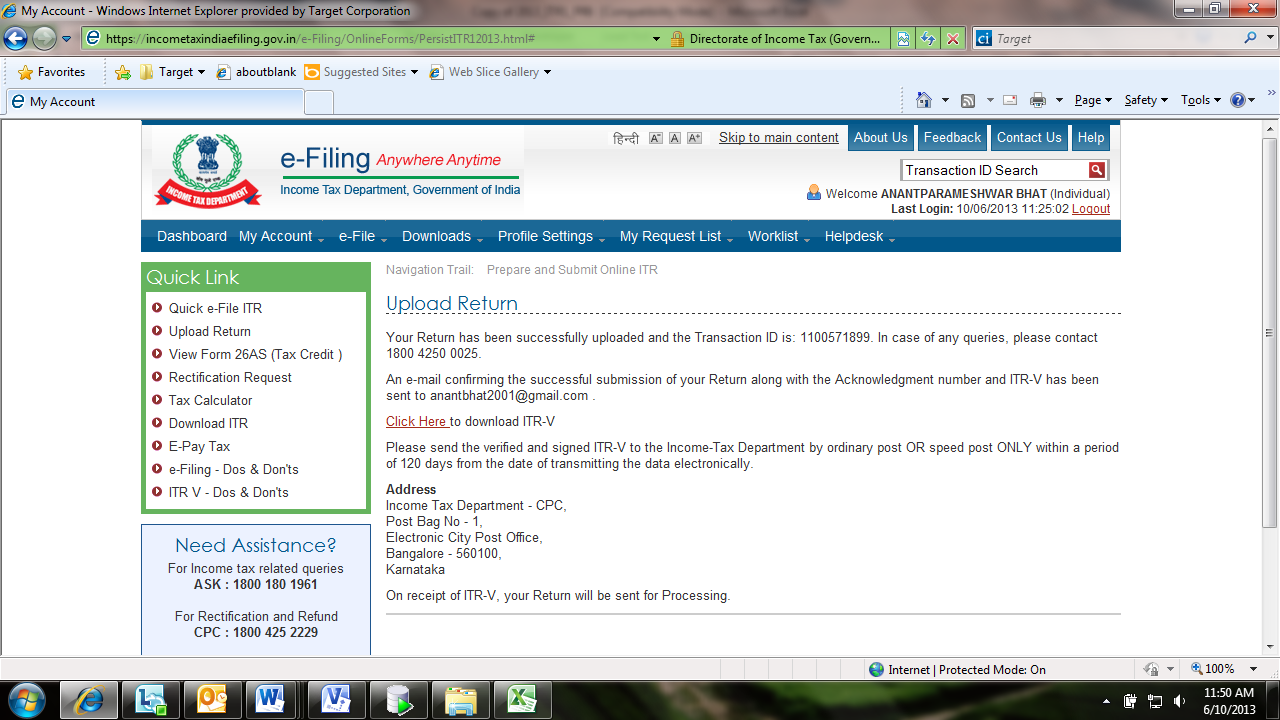 My Account - Windows Internet Explorer provided by Target Corporation
https://incometaxindiaefiling.gov.in/e-Filing/OnlineForms/PersistITR12013.html#
Directorate of Income Tax (Govern...
Target
Favorites
Target
aboutblank
Suggested Sites
Web Slice Gallery
My Account
Page
Safety
Tools
INCOME TAX DEPARTMENT
e-Filing Anywhere Anytime
Income Tax Department, Government of India
हिन्दी A- A A+ Skip to main content About Us Feedback Contact Us Help
Transaction ID Search
Welcome ANANTPARAMESHWAR BHAT (Individual)
Last Login: 10/06/2013 11:25:02 Logout
Dashboard My Account e-File Downloads Profile Settings My Request List Worklist Helpdesk
Quick Link
Quick e-File ITR
Upload Return
View Form 26AS (Tax Credit )
Rectification Request
Tax Calculator
Download ITR
E-Pay Tax
e-Filing - Dos & Don'ts
ITR V - Dos & Don'ts
Need Assistance?
For Income tax related queries
ASK : 1800 180 1961
For Rectification and Refund
CPC : 1800 425 2229
Navigation Trail: Prepare and Submit Online ITR
Upload Return
Your Return has been successfully uploaded and the Transaction ID is: 1100571899. In case of any queries, please contact
1800 4250 0025.
An e-mail confirming the successful submission of your Return along with the Acknowledgment number and ITR-V has been
sent to anantbhat2001@gmail.com .
Click Here to download ITR-V
Please send the verified and signed ITR-V to the Income-Tax Department by ordinary post OR speed post ONLY within a period
of 120 days from the date of transmitting the data electronically.
Address
Income Tax Department - CPC,
Post Bag No - 1,
Electronic City Post Office,
Bangalore - 560100,
Karnataka
On receipt of ITR-V, your Return will be sent for Processing.
Internet | Protected Mode: On
100%
11:50 AM
6/10/2013